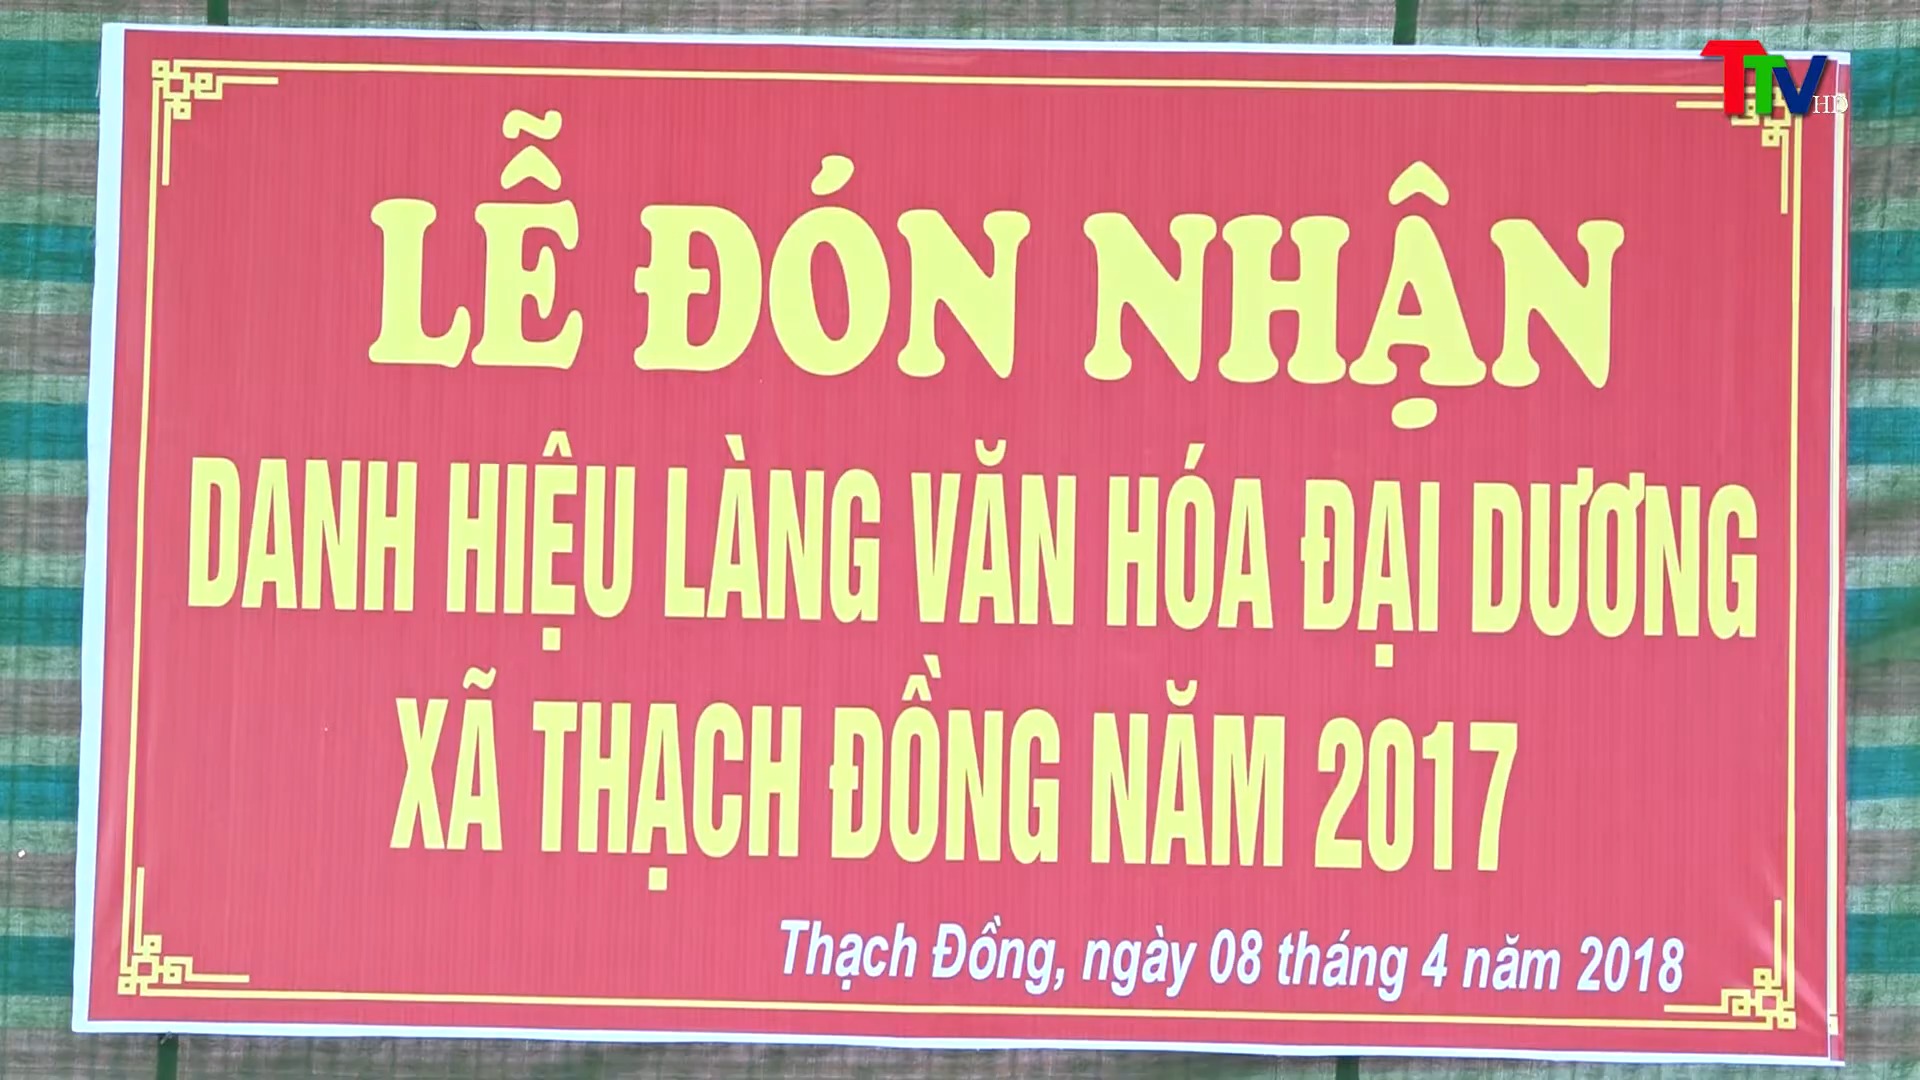 TTV HD
LỄ ĐÓN NHẬN
DANH HIỆU LÀNG VĂN HÓA ĐẠI DƯƠNG
XÃ THẠCH ĐỒNG NĂM 2017
Thạch Đồng, ngày 08 tháng 4 năm 2018